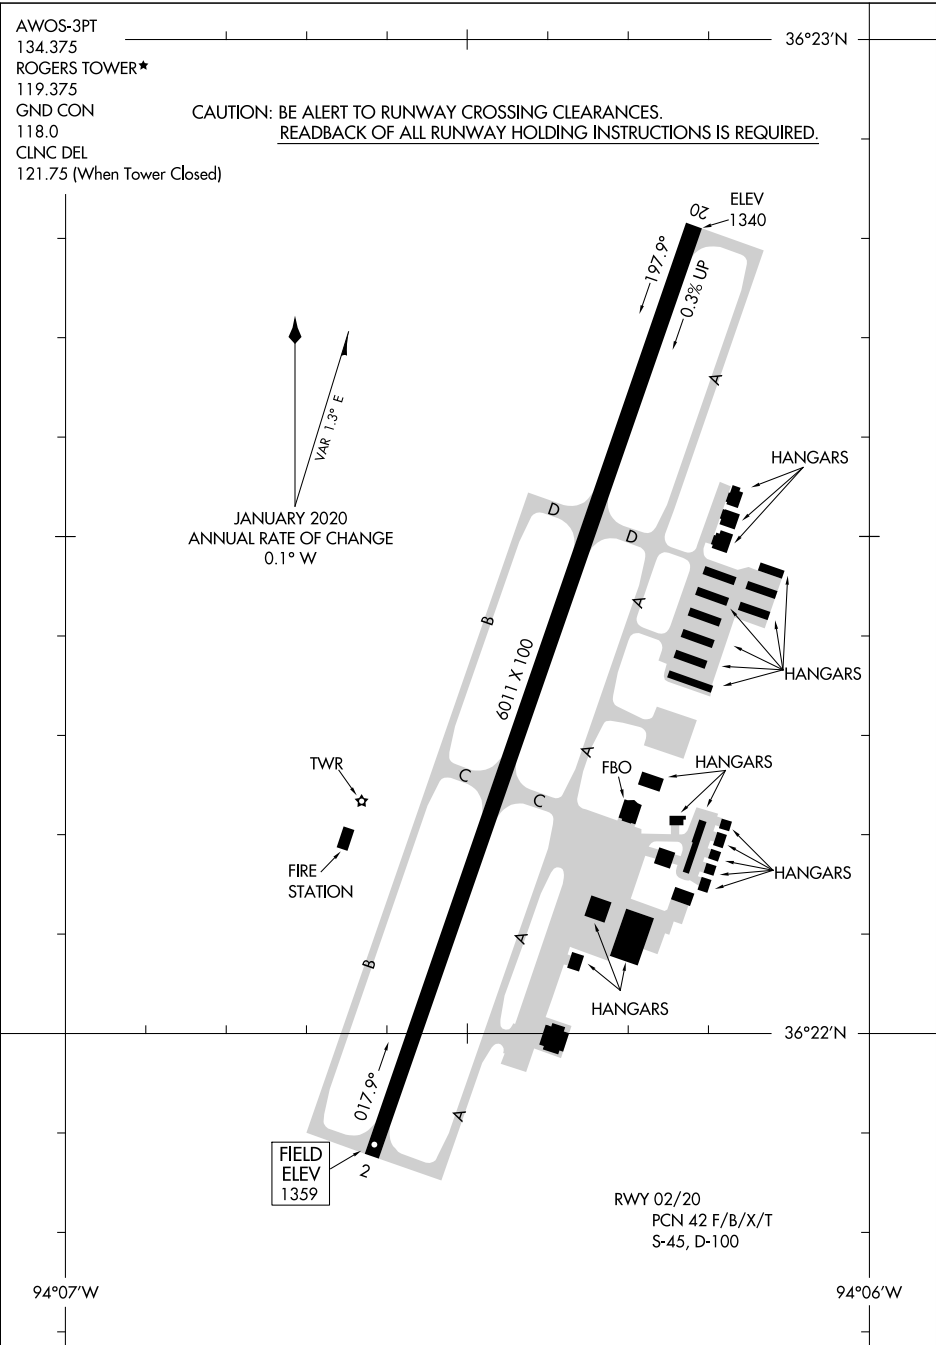 AWOS-3PT
134.375
ROGERS TOWER★
119.375
GND CON
118.0
CLNC DEL
121.75 (When Tower Closed)
36°23'N
CAUTION: BE ALERT TO RUNWAY CROSSING CLEARANCES.
READBACK OF ALL RUNWAY HOLDING INSTRUCTIONS IS REQUIRED.
ELEV
1340
20
197.9°
0.3% UP
A
VAR 1.3° E
JANUARY 2020
ANNUAL RATE OF CHANGE
0.1° W
HANGARS
D
D
A
B
6011 X 100
HANGARS
A
TWR
C
C
FBO
HANGARS
FIRE
STATION
HANGARS
A
B
HANGARS
36°22'N
017.9°
A
FIELD
ELEV
1359
2
RWY 02/20
PCN 42 F/B/X/T
S-45, D-100
94°07'W
94°06'W